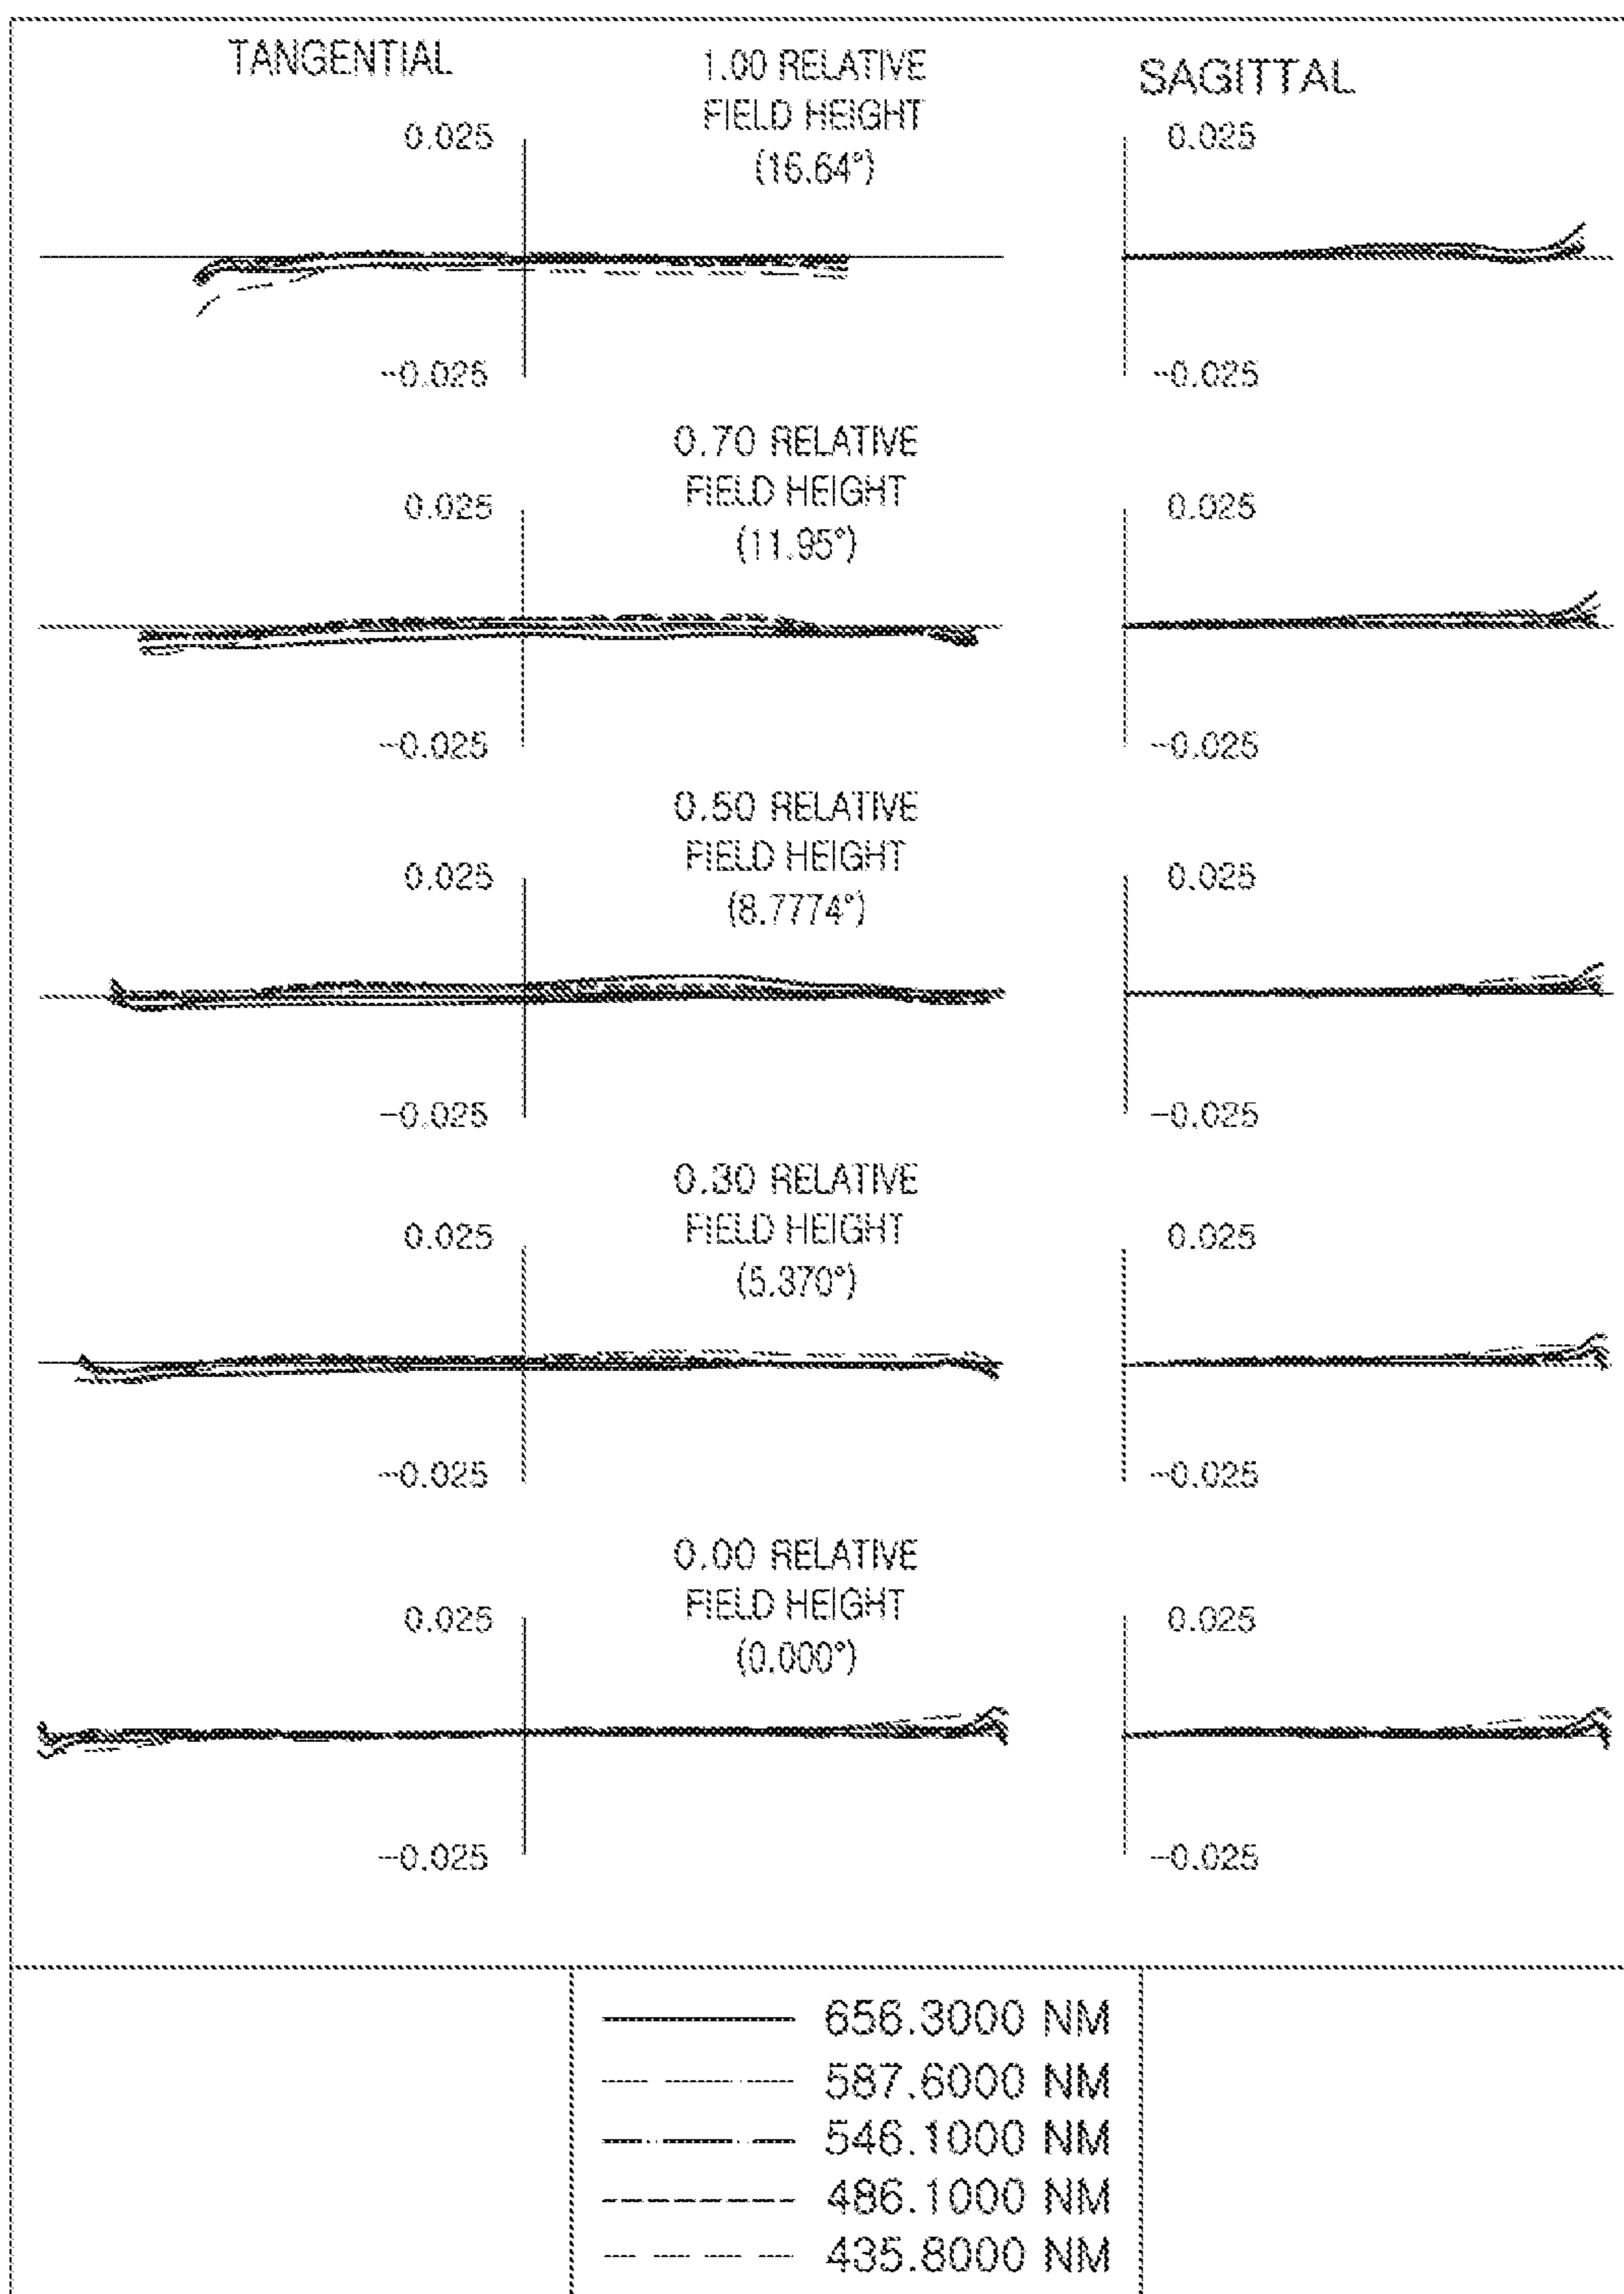 TANGENTIAL
1.00 RELATIVE
FIELD HEIGHT
(16.64°)
SAGITTAL
0.025
0.025
-0.025
-0.025
0.70 RELATIVE
FIELD HEIGHT
(11.95°)
0.025
0.025
-0.025
-0.025
0.50 RELATIVE
FIELD HEIGHT
(8.7774°)
0.025
0.025
-0.025
-0.025
0.30 RELATIVE
FIELD HEIGHT
(5.370°)
0.025
0.025
-0.025
-0.025
0.00 RELATIVE
FIELD HEIGHT
(0.000°)
0.025
0.025
-0.025
-0.025
656.3000 NM
587.6000 NM
546.1000 NM
486.1000 NM
435.8000 NM